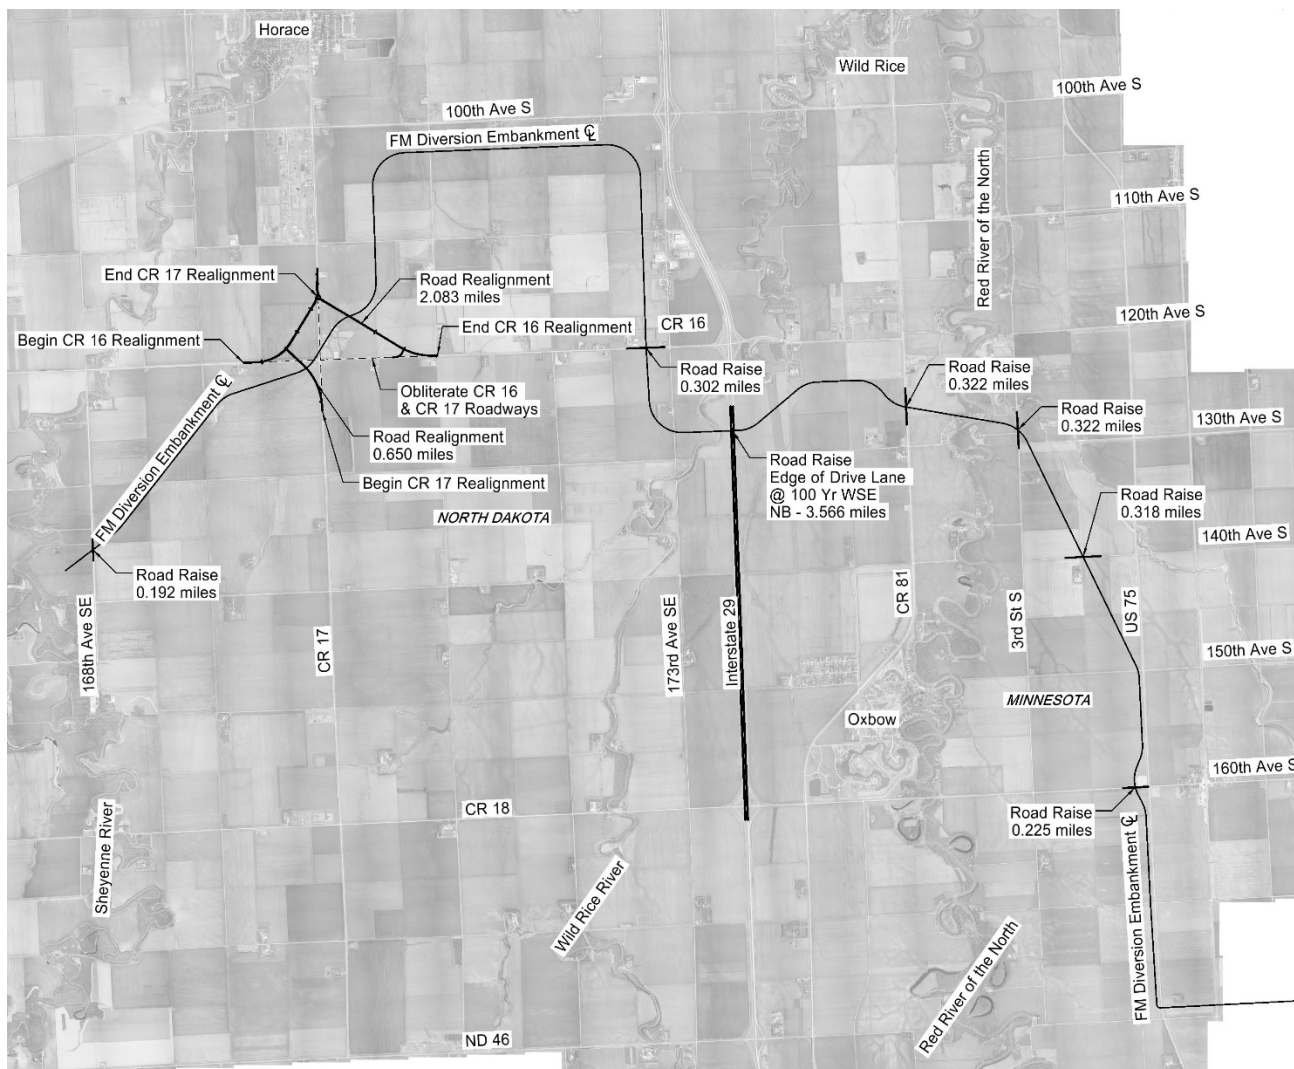 Horace
Wild Rice
100th Ave S
100th Ave S
FM Diversion Embankment ℄
Red River of the North
110th Ave S
End CR 17 Realignment
Road Realignment
2.083 miles
120th Ave S
CR 16
End CR 16 Realignment
Begin CR 16 Realignment
Road Raise
0.302 miles
Road Raise
0.322 miles
Obliterate CR 16
& CR 17 Roadways
Road Raise
0.322 miles
130th Ave S
FM Diversion Embankment ℄
Road Realignment
0.650 miles
Road Raise
Edge of Drive Lane
@ 100 Yr WSE
NB - 3.566 miles
Begin CR 17 Realignment
Road Raise
0.318 miles
NORTH DAKOTA
140th Ave S
Road Raise
0.192 miles
168th Ave SE
CR 17
173rd Ave SE
Interstate 29
CR 81
3rd St S
US 75
150th Ave S
MINNESOTA
Oxbow
160th Ave S
CR 18
Road Raise
0.225 miles
Sheyenne River
Wild Rice River
Red River of the North
FM Diversion Embankment ℄
ND 46